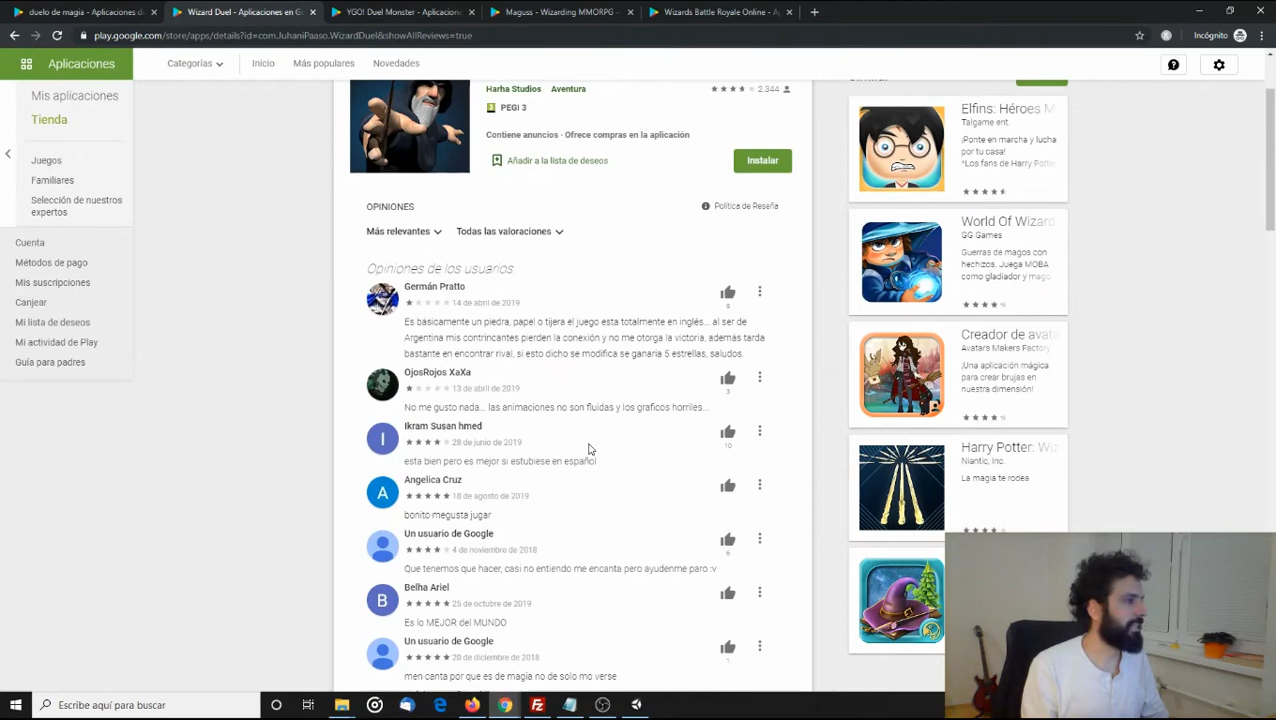 duelo de magia - Aplicaciones de
Wizard Duel - Aplicaciones en G
YGO! Duel Monster - Aplicacione
Maguss - Wizarding MMORPG -
Wizards Battle Royale Online - A
play.google.com/store/apps/details?id=com.JuhaniPaaso.WizardDuel&showAllReviews=true
Incógnito
Aplicaciones
Categorías
Inicio
Más populares
Novedades
Mis aplicaciones
Tienda
Juegos
Familiares
Selección de nuestros
expertos
Cuenta
Métodos de pago
Mis suscripciones
Canjear
Mi lista de deseos
Mi actividad de Play
Guía para padres
Harha Studios Aventura
2.344
PEGI 3
Contiene anuncios · Ofrece compras en la aplicación
Añadir a la lista de deseos
Instalar
OPINIONES
Política de Reseña
Más relevantes
Todas las valoraciones
Opiniones de los usuarios
Germán Pratto
14 de abril de 2019
9
Es básicamente un piedra, papel o tijera el juego esta totalmente en inglés... al ser de
Argentina mis contrincantes pierden la conexión y no me otorga la victoria, además tarda
bastante en encontrar rival, si esto dicho se modifica se ganaría 5 estrellas, saludos.
OjosRojos XaXa
13 de abril de 2019
3
No me gusto nada... las animaciones no son fluidas y los graficos horriles...
Ikram Susan hmed
I
28 de junio de 2019
10
esta bien pero es mejor si estubiese en español
Angelica Cruz
A
18 de agosto de 2019
bonito megusta jugar
Un usuario de Google
4 de noviembre de 2018
6
Que tenemos que hacer, casi no entiendo me encanta pero ayudenme paro :v
Belha Ariel
B
25 de octubre de 2019
Es lo MEJOR del MUNDO
Un usuario de Google
20 de diciembre de 2018
1
men canta por que es de magia no de solo mo verse
Elfins: Héroes M
Talgame ent.
¡Ponte en marcha y lucha
por tu casa!
*Los fans de Harry Potte
World Of Wizard
GG Games
Guerras de magos con
hechizos. Juega MOBA
como gladiador y mago
Creador de avata
Avatars Makers Factory
¡Una aplicación mágica
para crear brujas en
nuestra dimensión!
Harry Potter: Wiz
Niantic, Inc.
La magia te rodea
Escribe aquí para buscar